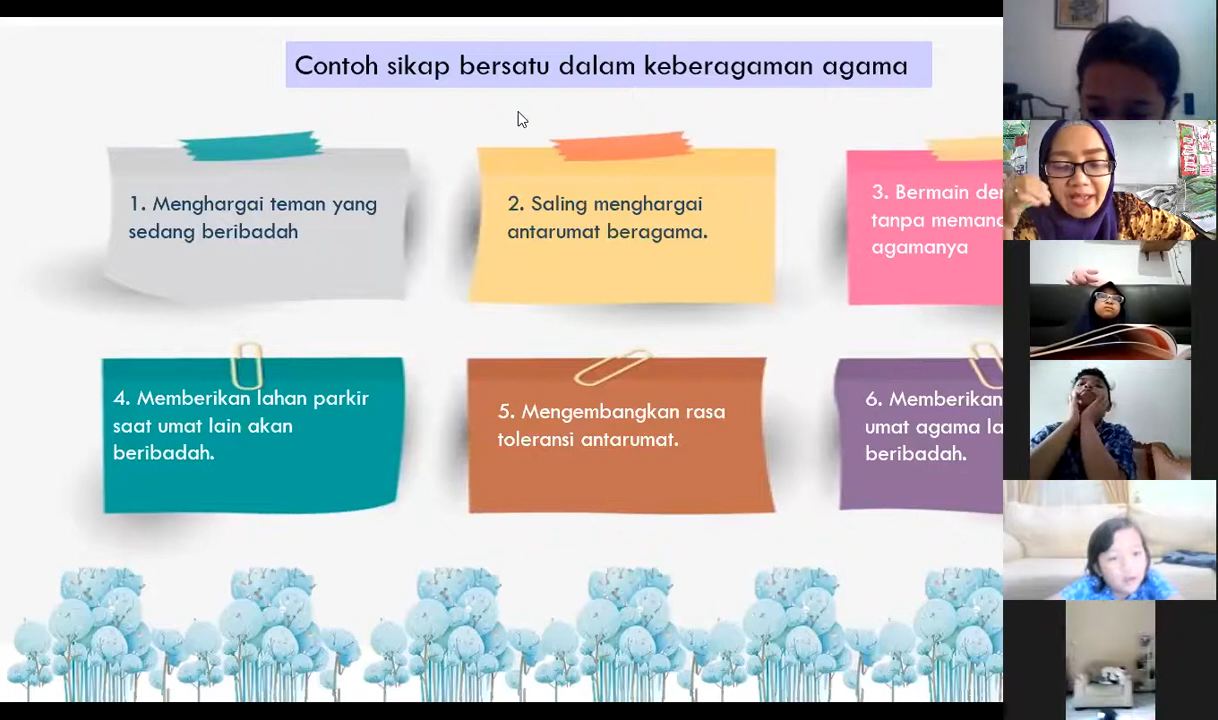 Contoh sikap bersatu dalam keberagaman agama
1. Menghargai teman yang
sedang beribadah
2. Saling menghargai
antarumat beragama.
3. Bermain
tanpa
agamanya
4. Memberikan lahan parkir
saat umat lain akan
beribadah.
5. Mengembangkan rasa
toleransi antarumat.
6. Memberikan
umat agama
beribadah.